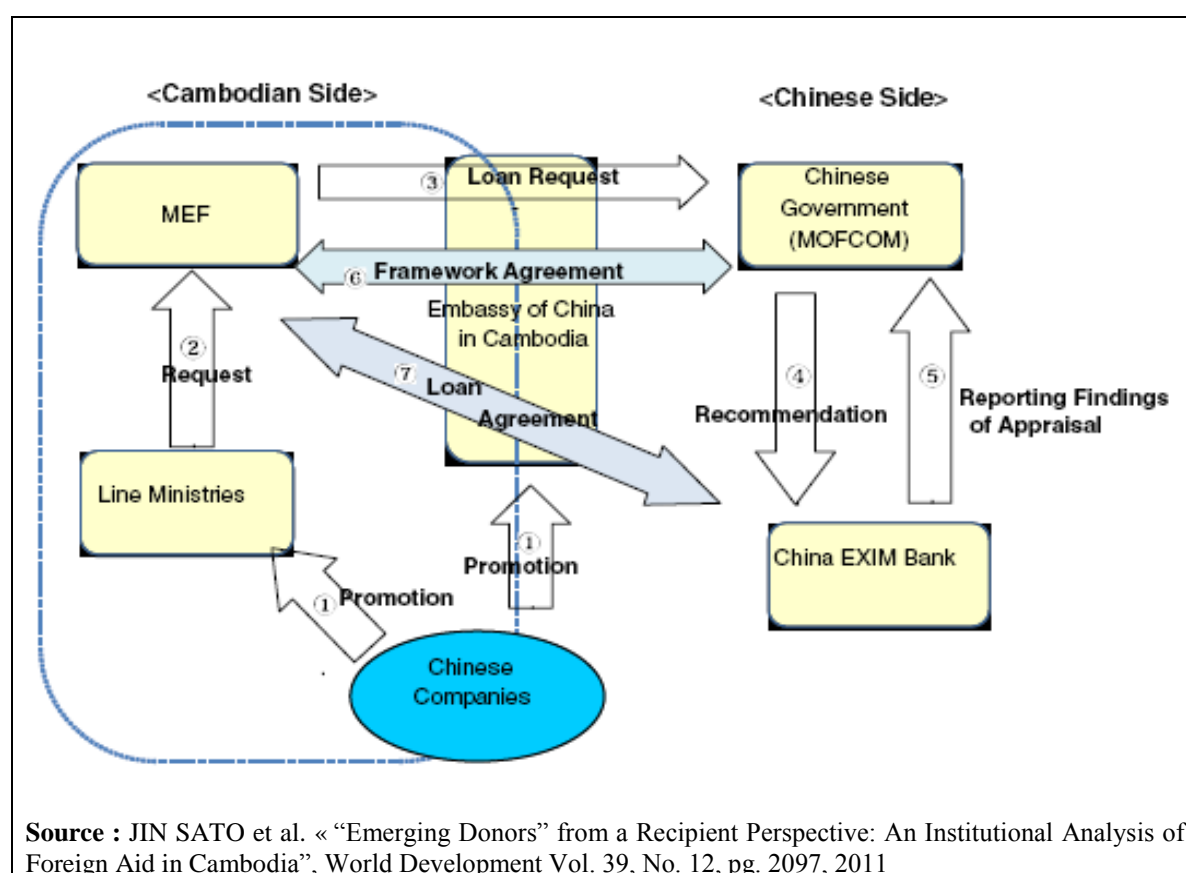 <Cambodian Side>
<Chinese Side>
MEF
③ Loan Request
Chinese
Government
(MOFCOM)
⑥ Framework Agreement
Embassy of China
in Cambodia
②
Request
⑦ Loan
Agreement
④
Recommendation
⑤
Reporting Findings
of Appraisal
Line Ministries
China EXIM Bank
① Promotion
①
Promotion
Chinese
Companies
Source : JIN SATO et al. « “Emerging Donors” from a Recipient Perspective: An Institutional Analysis of
Foreign Aid in Cambodia”, World Development Vol. 39, No. 12, pg. 2097, 2011